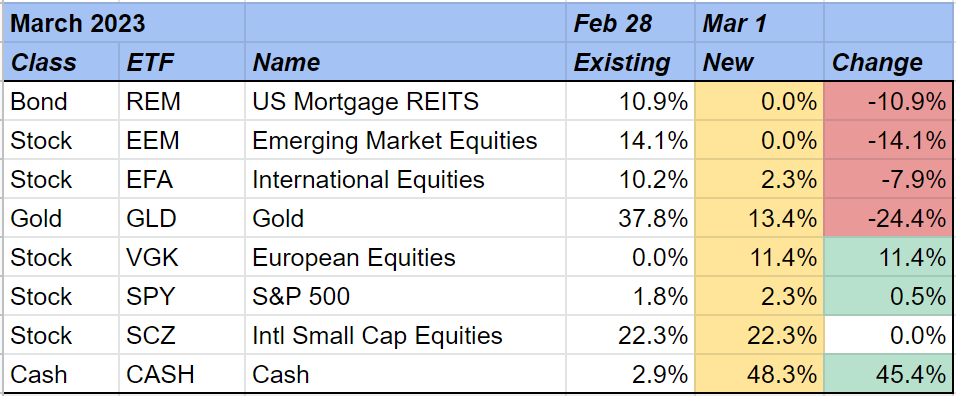 March 2023 Feb 28 Mar 1
Class ETF Name Existing New Change
Bond REM US Mortgage REITS 10.9% 0.0% -10.9%
Stock EEM Emerging Market Equities 14.1% 0.0% -14.1%
Stock EFA International Equities 10.2% 2.3% -7.9%
Gold GLD Gold 37.8% 13.4% -24.4%
Stock VGK European Equities 0.0% 11.4% 11.4%
Stock SPY S&P 500 1.8% 2.3% 0.5%
Stock SCZ Intl Small Cap Equities 22.3% 22.3% 0.0%
Cash CASH Cash 2.9% 48.3% 45.4%